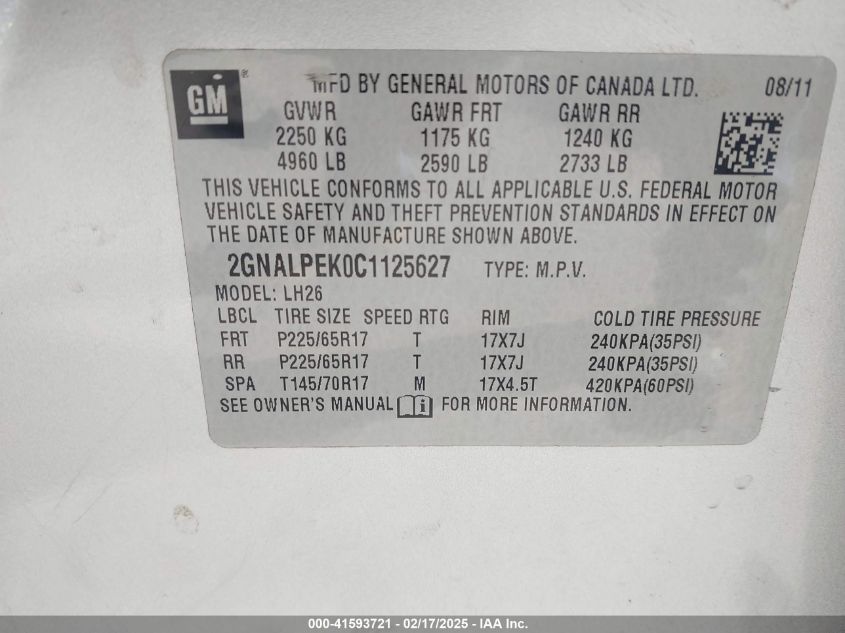 GM ® MFD BY GENERAL MOTORS OF CANADA LTD. 08/11
GVWR GAWR FRT GAWR RR
2250 KG 1175 KG 1240 KG
4960 LB 2590 LB 2733 LB
THIS VEHICLE CONFORMS TO ALL APPLICABLE U.S. FEDERAL MOTOR
VEHICLE SAFETY AND THEFT PREVENTION STANDARDS IN EFFECT ON
THE DATE OF MANUFACTURE SHOWN ABOVE.
2GNALPEK0C1125627 TYPE: M.P.V.
MODEL: LH26
LBCL TIRE SIZE SPEED RTG RIM COLD TIRE PRESSURE
FRT P225/65R17 T 17X7J 240KPA(35PSI)
RR P225/65R17 T 17X7J 240KPA(35PSI)
SPA T145/70R17 M 17X4.5T 420KPA(60PSI)
SEE OWNER'S MANUAL i FOR MORE INFORMATION.
000-41593721 - 02/17/2025 - IAA Inc.